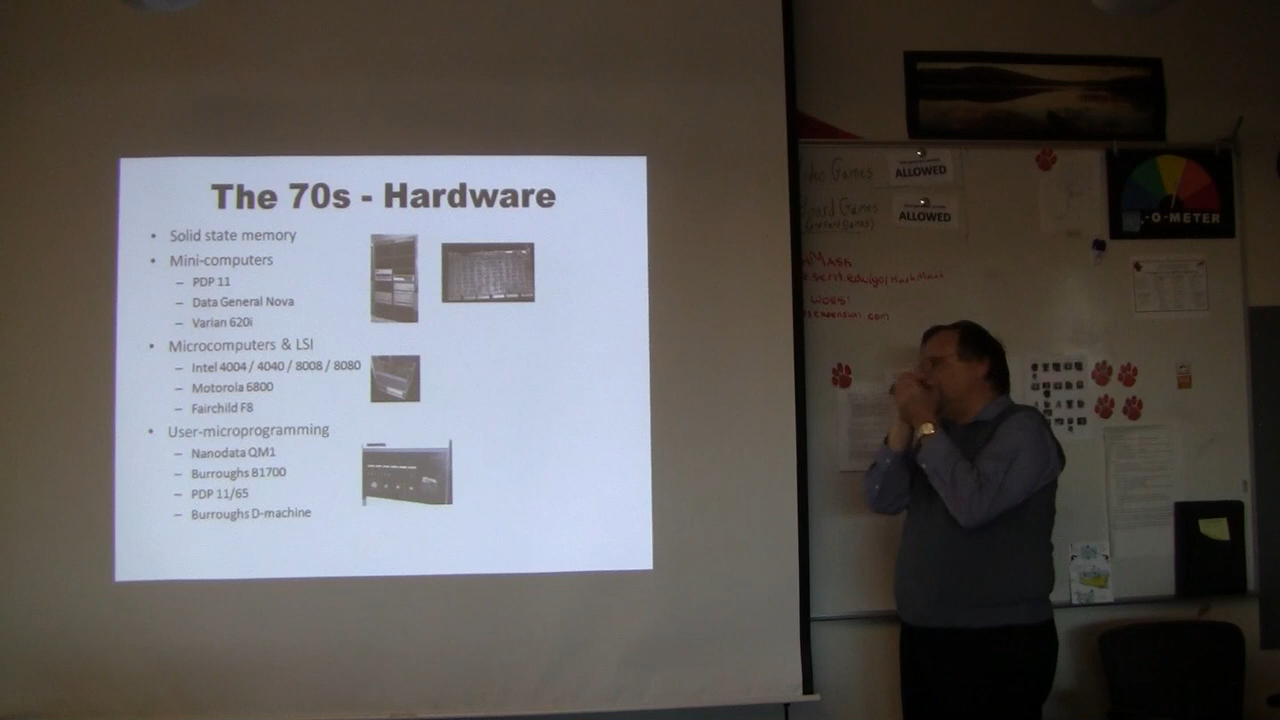 The 70s - Hardware
• Solid state memory
• Mini-computers
– PDP 11
– Data General Nova
– Varian 620i
• Microcomputers & LSI
– Intel 4004 / 4040 / 8008 / 8080
– Motorola 6800
– Fairchild F8
• User-microprogramming
– Nanodata QM1
– Burroughs B1700
– PDP 11/65
– Burroughs D-machine
Games
ALLOWED
Games
ALLOWED
-O-METER